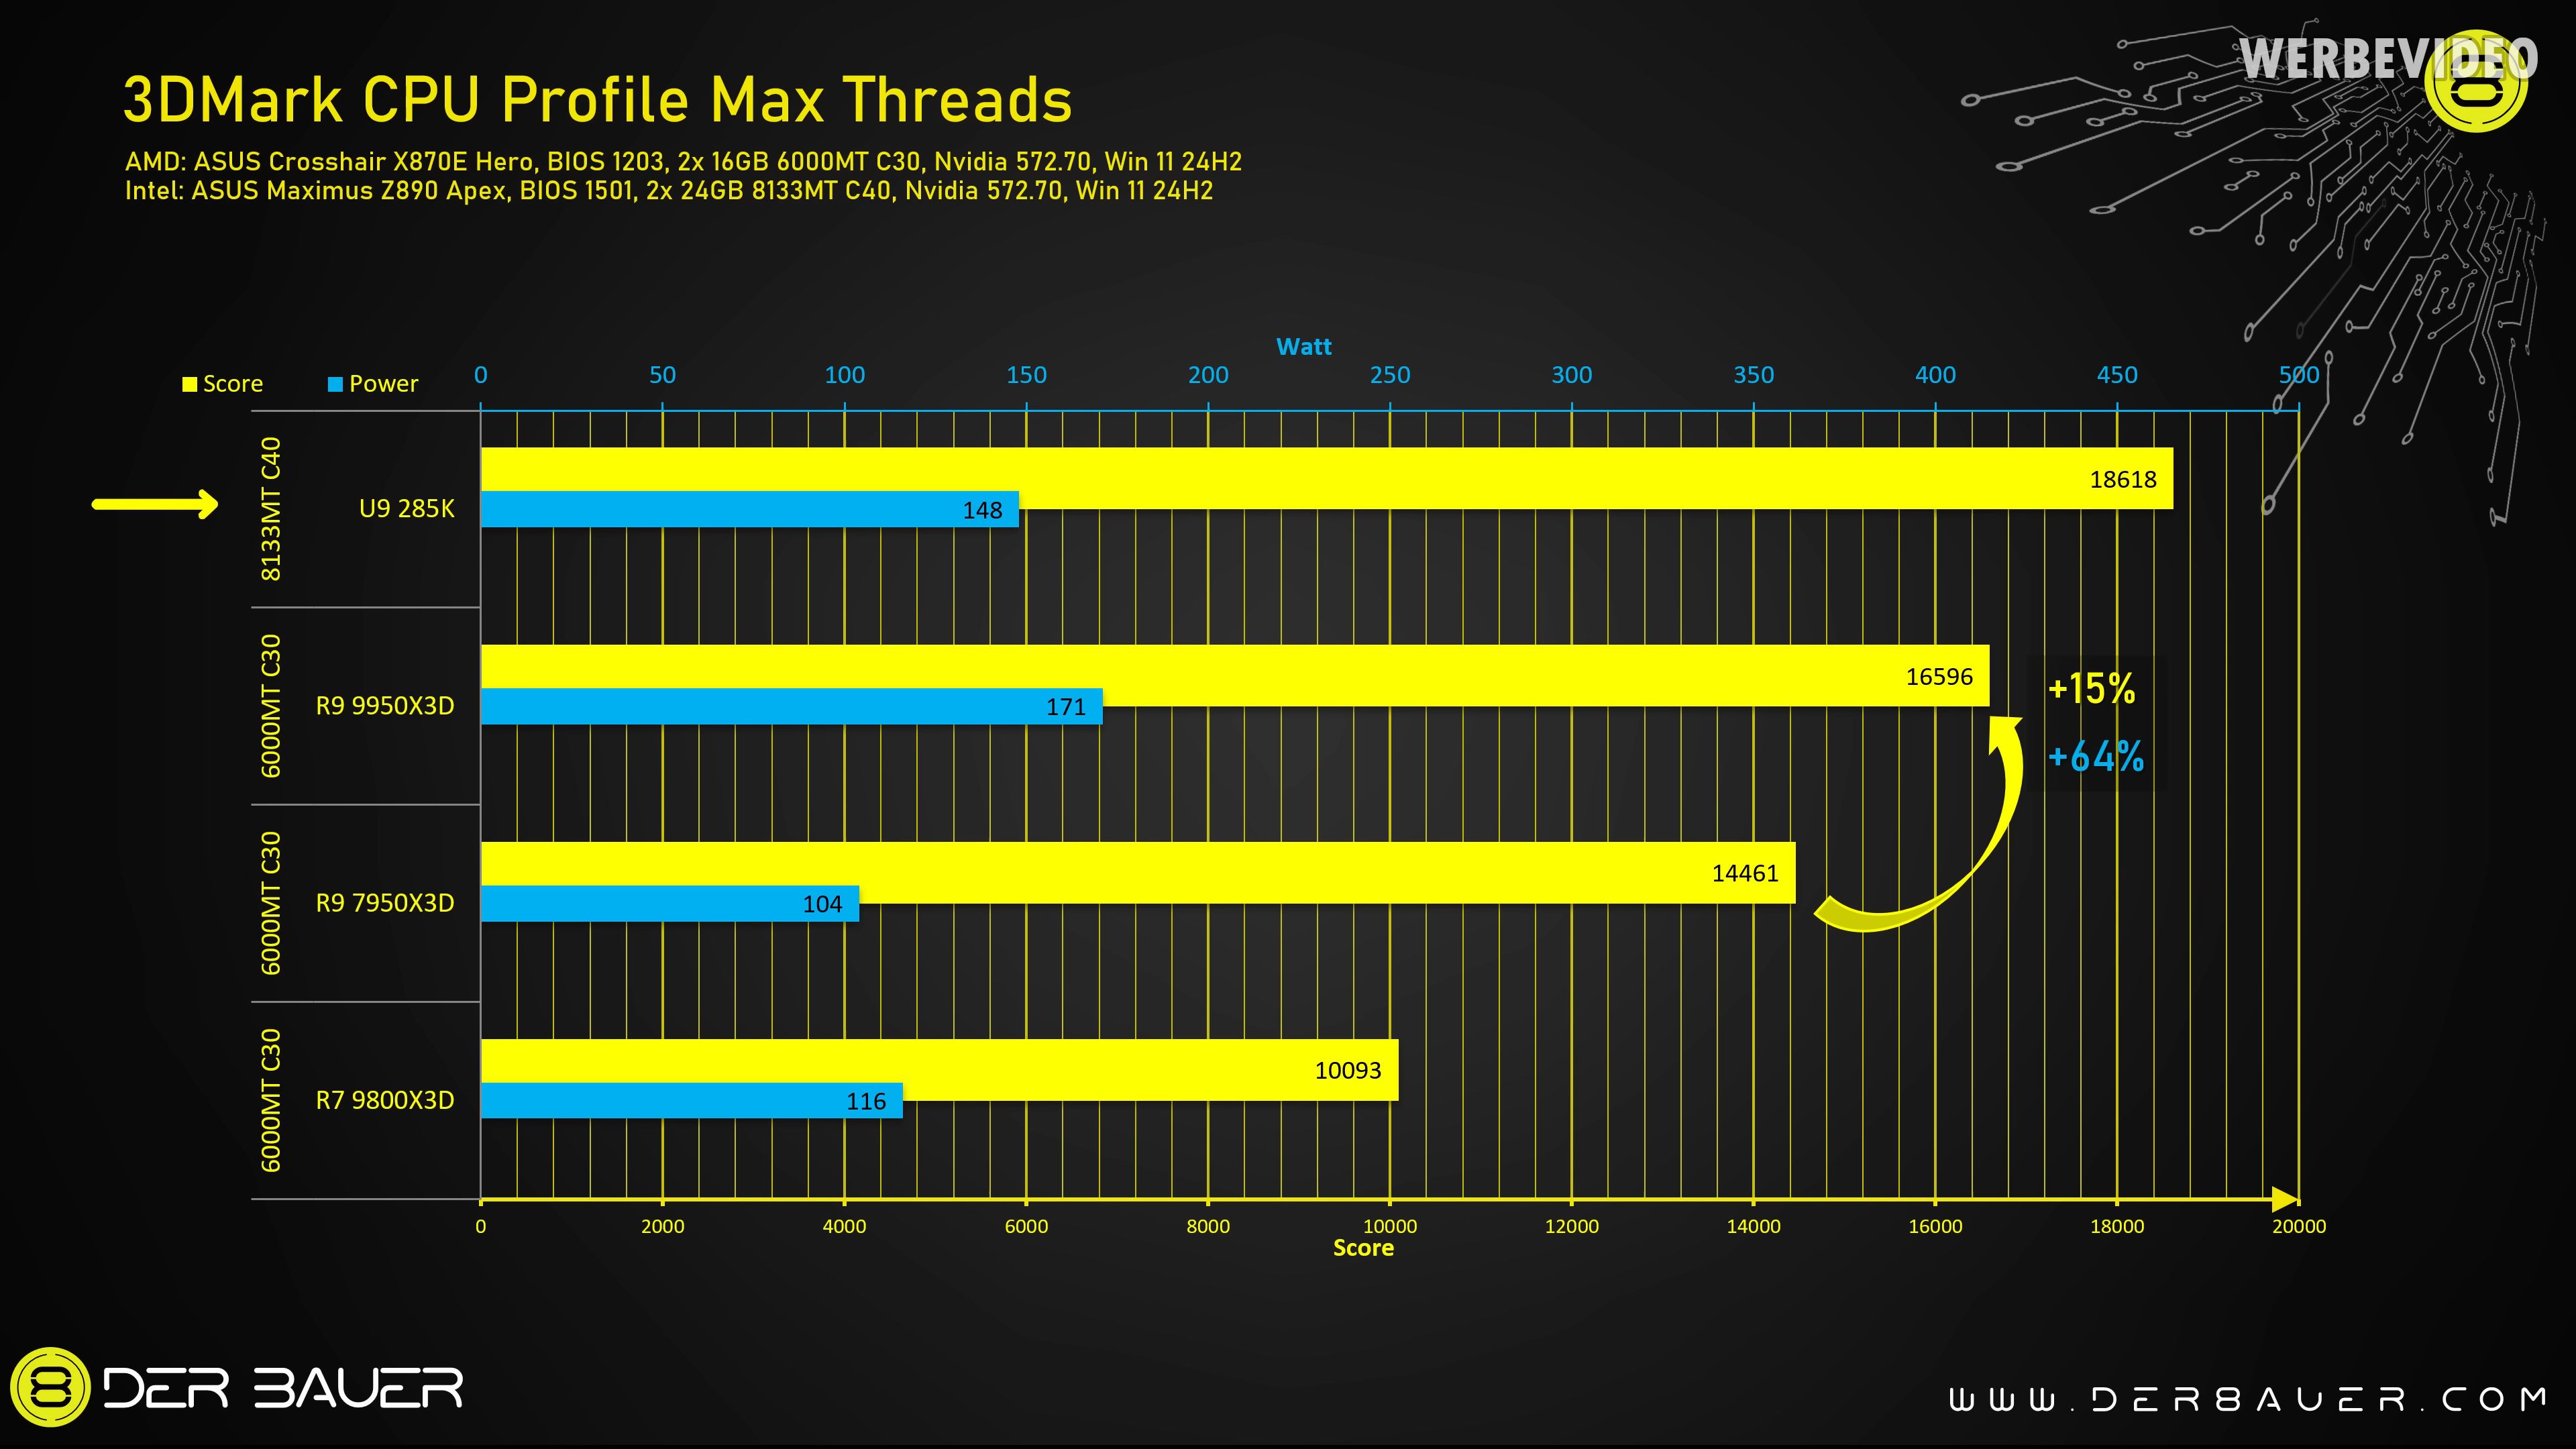 WERBEVIDEO
3DMark CPU Profile Max Threads
AMD: ASUS Crosshair X870E Hero, BIOS 1203, 2x 16GB 6000MT C30, Nvidia 572.70, Win 11 24H2
Intel: ASUS Maximus Z890 Apex, BIOS 1501, 2x 24GB 8133MT C40, Nvidia 572.70, Win 11 24H2
Watt
Score Power 0 50 100 150 200 250 300 350 400 450 500
8133MT C40 U9 285K 18618
148
6000MT C30 R9 9950X3D 16596
171
+15%
+64%
6000MT C30 R9 7950X3D 14461
104
6000MT C30 R7 9800X3D 10093
116
0 2000 4000 6000 8000 10000 12000 14000 16000 18000 20000
Score
DER BAUER
WWW.DER8AUER.COM